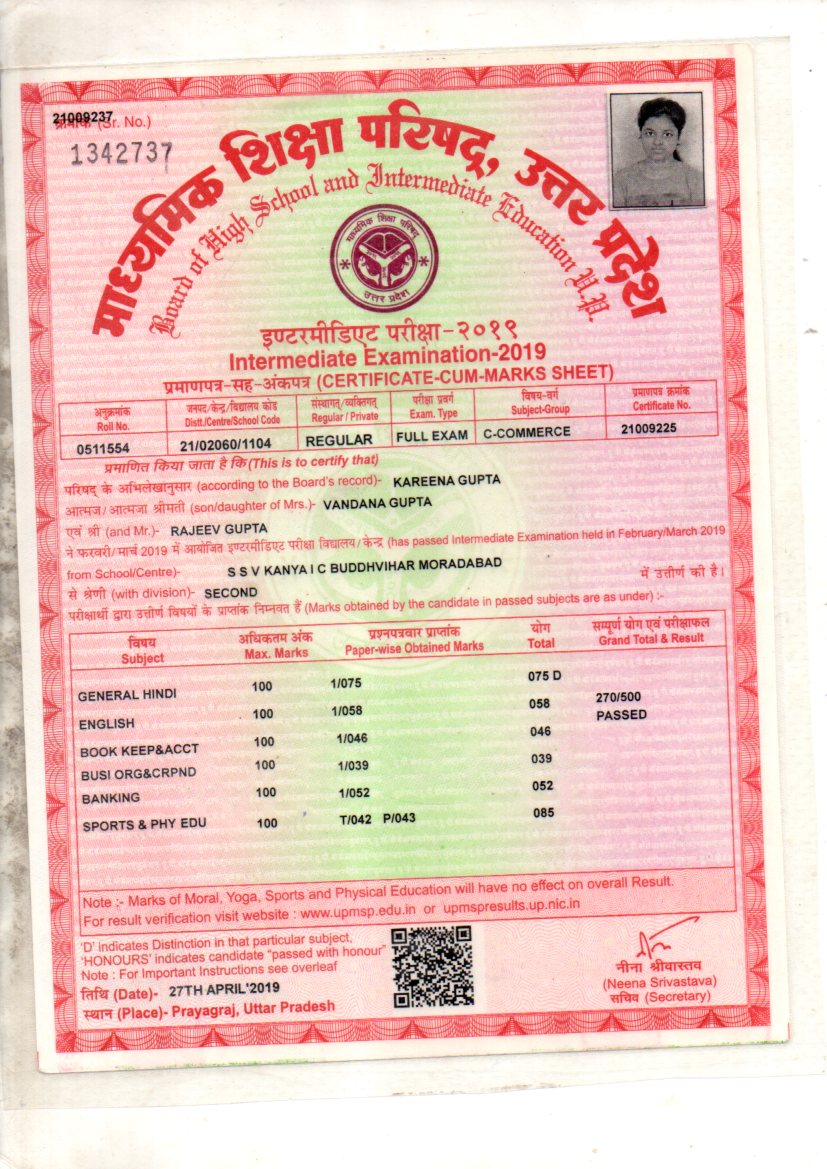 21009237
क्रमांक (Sr. No.)
1342737
माध्यमिक शिक्षा परिषद्, उत्तर प्रदेश
Board of High School and Intermediate Education U.P.
माध्यमिक शिक्षा परिषद्
उत्तर प्रदेश
इण्टरमीडिएट परीक्षा-२०१९
Intermediate Examination-2019
प्रमाणपत्र-सह-अंकपत्र (CERTIFICATE-CUM-MARKS SHEET)
अनुक्रमांक जनपद/केन्द्र/विद्यालय कोड संस्थागत्/व्यक्तिगत् परीक्षा प्रवर्ग विषय-वर्ग प्रमाणपत्र क्रमांक
Roll No. Distt./Centre/School Code Regular / Private Exam. Type Subject-Group Certificate No.
0511554 21/02060/1104 REGULAR FULL EXAM C-COMMERCE 21009225
प्रमाणित किया जाता है कि (This is to certify that)
परिषद् के अभिलेखानुसार (according to the Board's record)- KAREENA GUPTA
आत्मज/आत्मजा श्रीमती (son/daughter of Mrs.)- VANDANA GUPTA
एवं श्री (and Mr.)- RAJEEV GUPTA
ने फरवरी/मार्च 2019 में आयोजित इण्टरमीडिएट परीक्षा विद्यालय/केन्द्र (has passed Intermediate Examination held in February/March 2019
from School/Centre)- S S V KANYA I C BUDDHVIHAR MORADABAD में उत्तीर्ण की है।
से श्रेणी (with division)- SECOND
परीक्षार्थी द्वारा उत्तीर्ण विषयों के प्राप्तांक निम्नवत हैं (Marks obtained by the candidate in passed subjects are as under) :-
विषय अधिकतम अंक प्रश्नपत्रवार प्राप्तांक योग सम्पूर्ण योग एवं परीक्षाफल
Subject Max. Marks Paper-wise Obtained Marks Total Grand Total & Result
GENERAL HINDI 100 1/075 075 D
ENGLISH 100 1/058 058 270/500
PASSED
BOOK KEEP&ACCT 100 1/046 046
BUSI ORG&CRPND 100 1/039 039
BANKING 100 1/052 052
SPORTS & PHY EDU 100 T/042 P/043 085
Note :- Marks of Moral, Yoga, Sports and Physical Education will have no effect on overall Result.
For result verification visit website : www.upmsp.edu.in or upmspresults.up.nic.in
'D' indicates Distinction in that particular subject,
'HONOURS' indicates candidate "passed with honour"
Note : For Important Instructions see overleaf
तिथि (Date)- 27TH APRIL'2019
स्थान (Place)- Prayagraj, Uttar Pradesh
नीना श्रीवास्तव
(Neena Srivastava)
सचिव (Secretary)